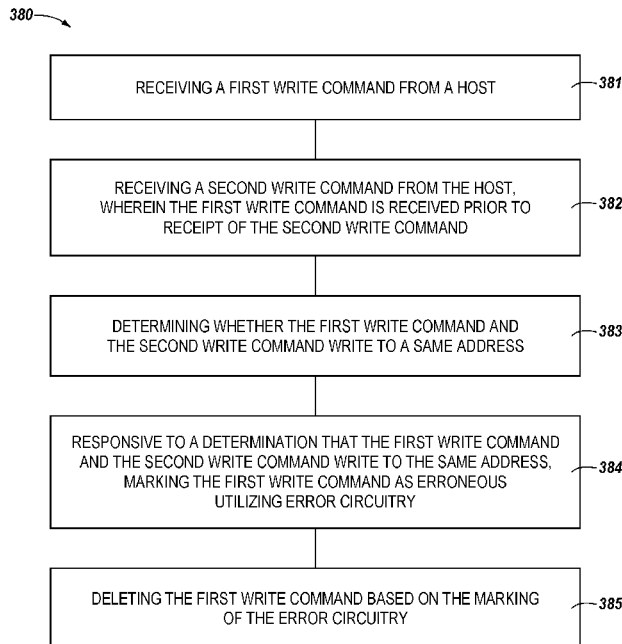 380
RECEIVING A FIRST WRITE COMMAND FROM A HOST
381
RECEIVING A SECOND WRITE COMMAND FROM THE HOST,
WHEREIN THE FIRST WRITE COMMAND IS RECEIVED PRIOR TO
RECEIPT OF THE SECOND WRITE COMMAND
382
DETERMINING WHETHER THE FIRST WRITE COMMAND AND
THE SECOND WRITE COMMAND WRITE TO A SAME ADDRESS
383
RESPONSIVE TO A DETERMINATION THAT THE FIRST WRITE COMMAND
AND THE SECOND WRITE COMMAND WRITE TO THE SAME ADDRESS,
MARKING THE FIRST WRITE COMMAND AS ERRONEOUS
UTILIZING ERROR CIRCUITRY
384
DELETING THE FIRST WRITE COMMAND BASED ON THE MARKING
OF THE ERROR CIRCUITRY
385